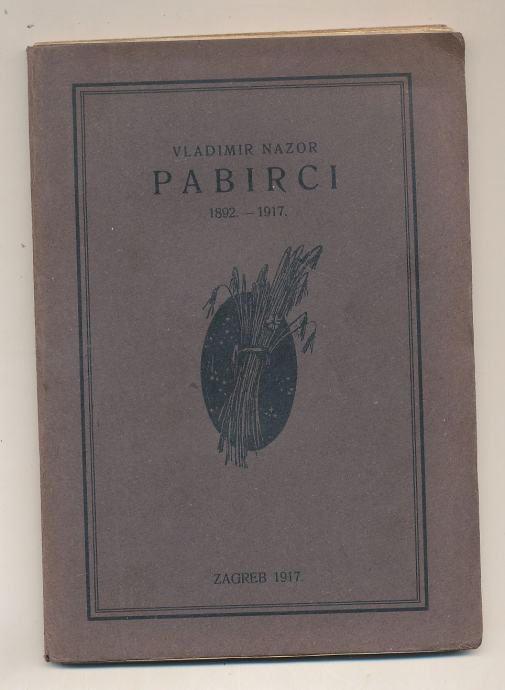 VLADIMIR NAZOR
PABIRCI
1892. — 1917.
ZAGREB 1917.